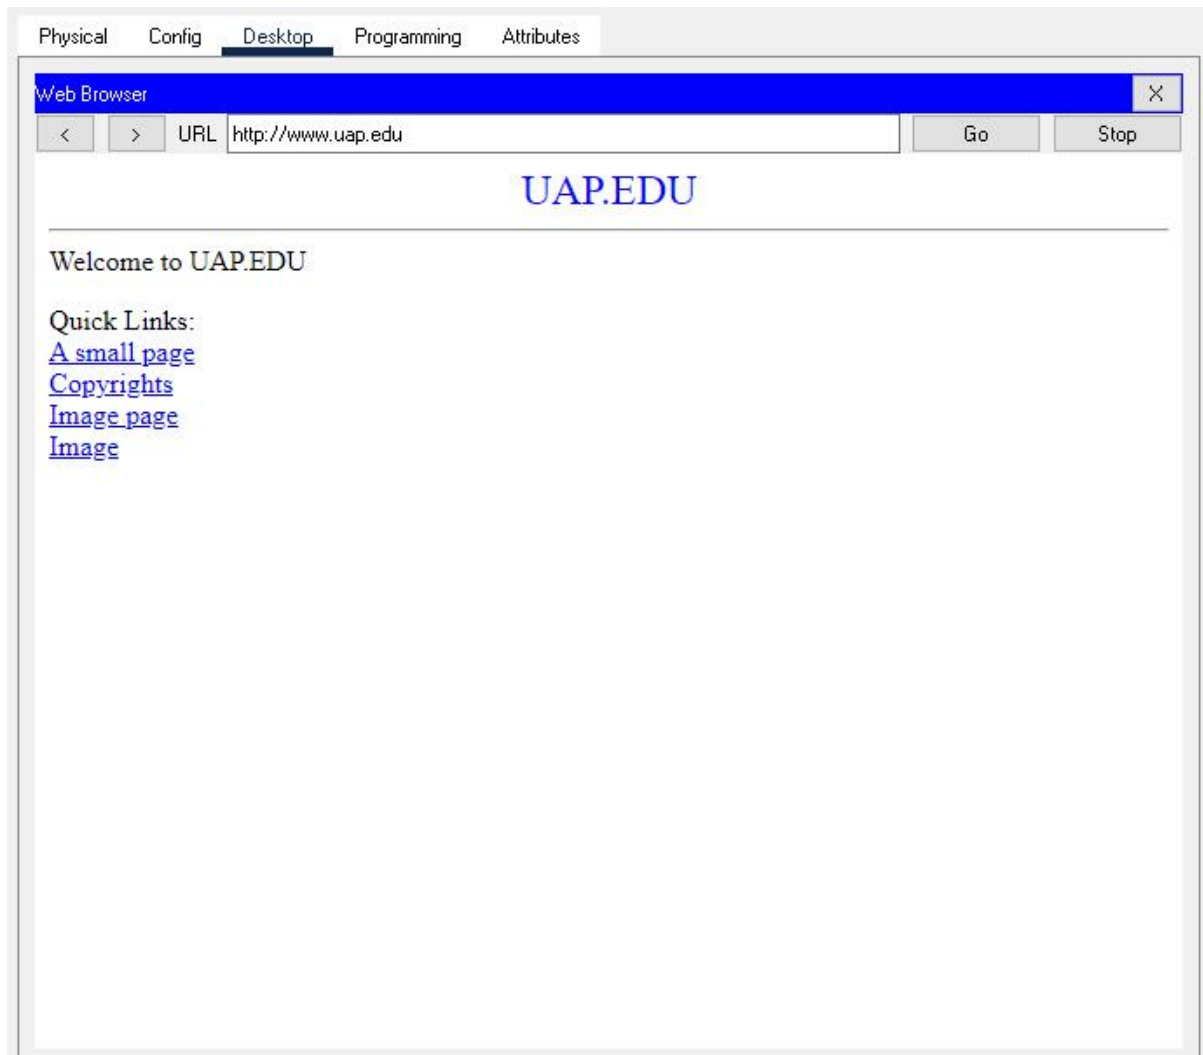 Physical Config Desktop Programming Attributes
Web Browser X
< > URL http://www.uap.edu Go Stop
UAP.EDU
Welcome to UAP.EDU
Quick Links:
A small page
Copyrights
Image page
Image